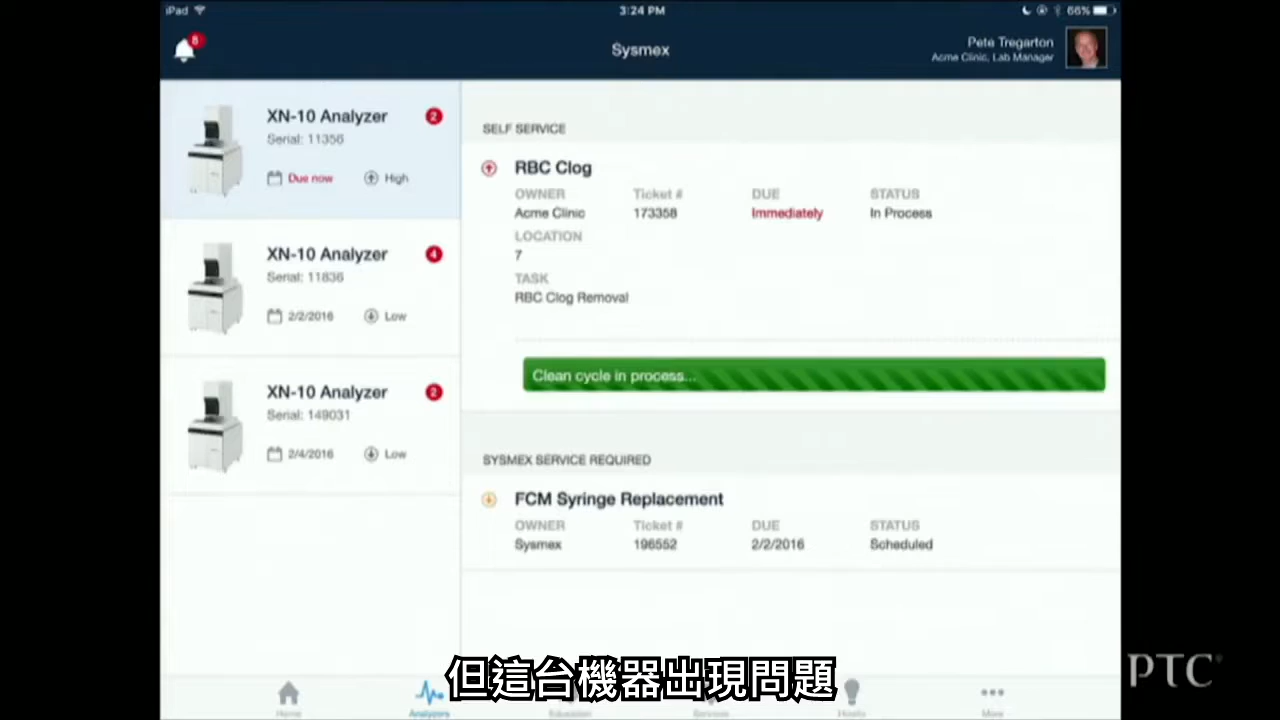 iPad
3:24 PM
66%
8
Sysmex
Pete Tregarton
Acme Clinic, Lab Manager
XN-10 Analyzer
2
Serial: 11356
Due now
High
XN-10 Analyzer
4
Serial: 11836
2/2/2016
Low
XN-10 Analyzer
2
Serial: 149031
2/4/2016
Low
SELF SERVICE
RBC Clog
OWNER Ticket # DUE STATUS
Acme Clinic 173358 Immediately In Process
LOCATION
7
TASK
RBC Clog Removal
Clean cycle in process...
SYSMEX SERVICE REQUIRED
FCM Syringe Replacement
OWNER Ticket # DUE STATUS
Sysmex 196552 2/2/2016 Scheduled
但這台機器出現問題
Home Analyzers More
PTC